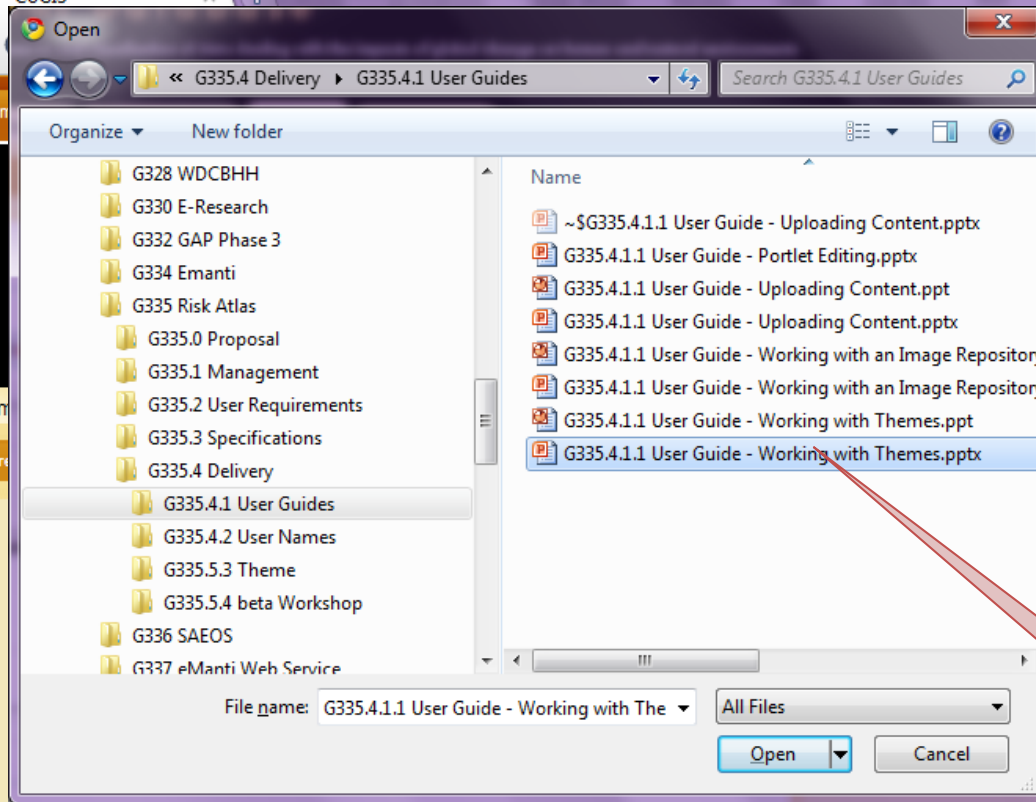 Open
« G335.4 Delivery ▸ G335.4.1 User Guides
Search G335.4.1 User Guides
Organize
New folder
G328 WDCBHH
G330 E-Research
G332 GAP Phase 3
G334 Emanti
G335 Risk Atlas
G335.0 Proposal
G335.1 Management
G335.2 User Requirements
G335.3 Specifications
G335.4 Delivery
G335.4.1 User Guides
G335.4.2 User Names
G335.5.3 Theme
G335.5.4 beta Workshop
G336 SAEOS
G337 eManti Web Service
Name
~$G335.4.1.1 User Guide - Uploading Content.pptx
G335.4.1.1 User Guide - Portlet Editing.pptx
G335.4.1.1 User Guide - Uploading Content.ppt
G335.4.1.1 User Guide - Uploading Content.pptx
G335.4.1.1 User Guide - Working with an Image Repository
G335.4.1.1 User Guide - Working with an Image Repository
G335.4.1.1 User Guide - Working with Themes.ppt
G335.4.1.1 User Guide - Working with Themes.pptx
File name: G335.4.1.1 User Guide - Working with The
All Files
Open
Cancel